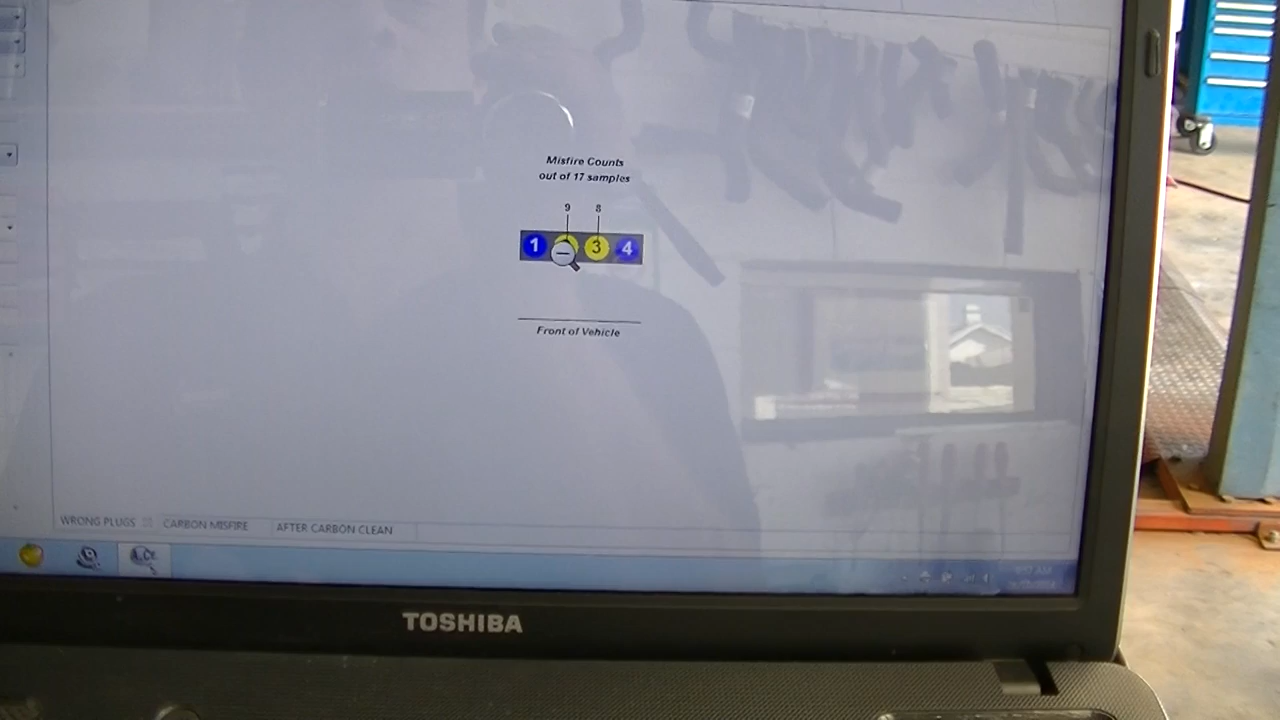 Misfire Counts
out of 17 samples
9 8
1 3 4
Front of Vehicle
WRONG PLUGS CARBON MISFIRE AFTER CARBON CLEAN
TOSHIBA